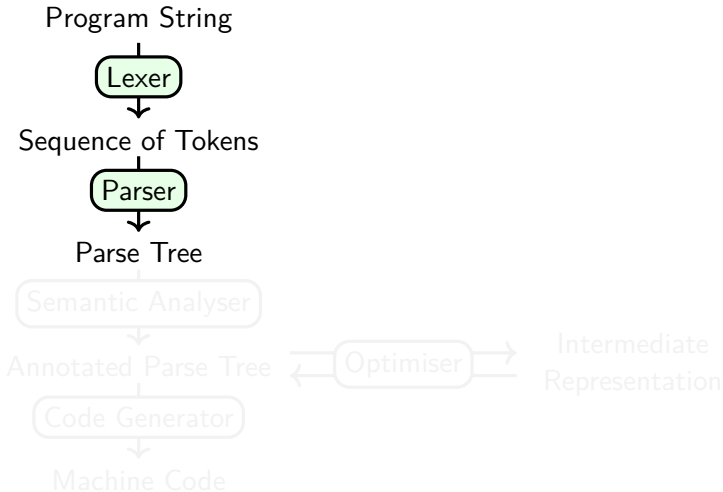 Program String
Lexer
Sequence of Tokens
Parser
Parse Tree
Semantic Analyser
Annotated Parse Tree
Optimiser
Intermediate
Representation
Code Generator
Machine Code